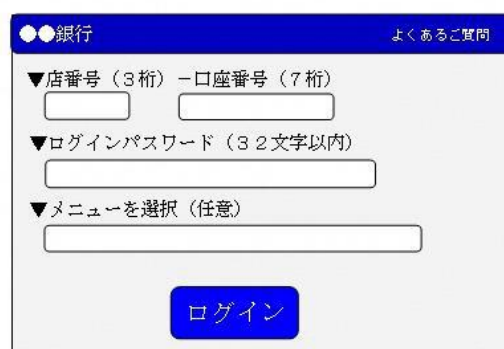 ●●銀行 よくあるご質問
▼店番号（３桁）－口座番号（７桁）
▼ログインパスワード（３２文字以内）
▼メニューを選択（任意）
ログイン